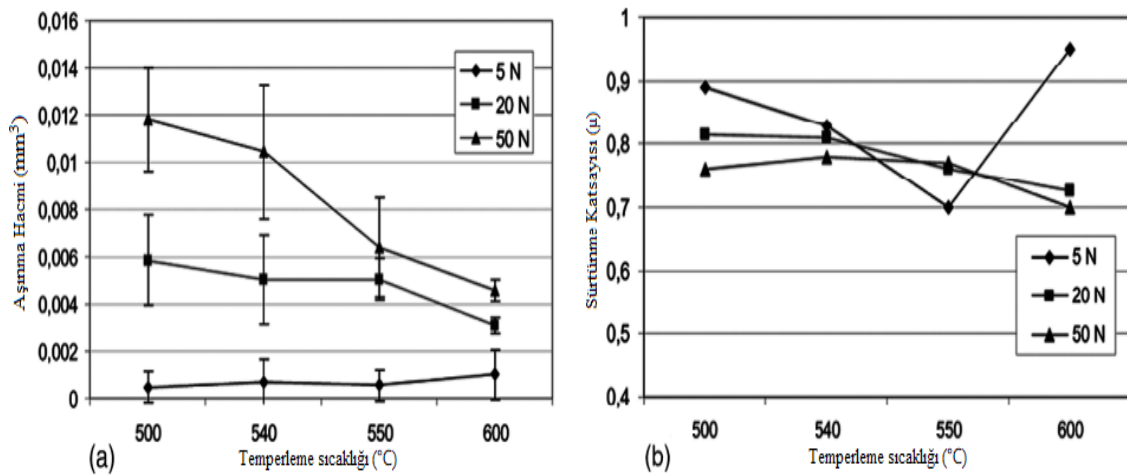 0,016
0,014
0,012
0,01
0,008
0,006
0,004
0,002
0
Aşınma Hacmi (mm³)
5 N
20 N
50 N
500 540 550 600
(a) Temperleme sıcaklığı (°C)
1
0,9
0,8
0,7
0,6
0,5
0,4
Sürtünme Katsayısı (µ)
5 N
20 N
50 N
500 540 550 600
(b) Temperleme sıcaklığı (°C)